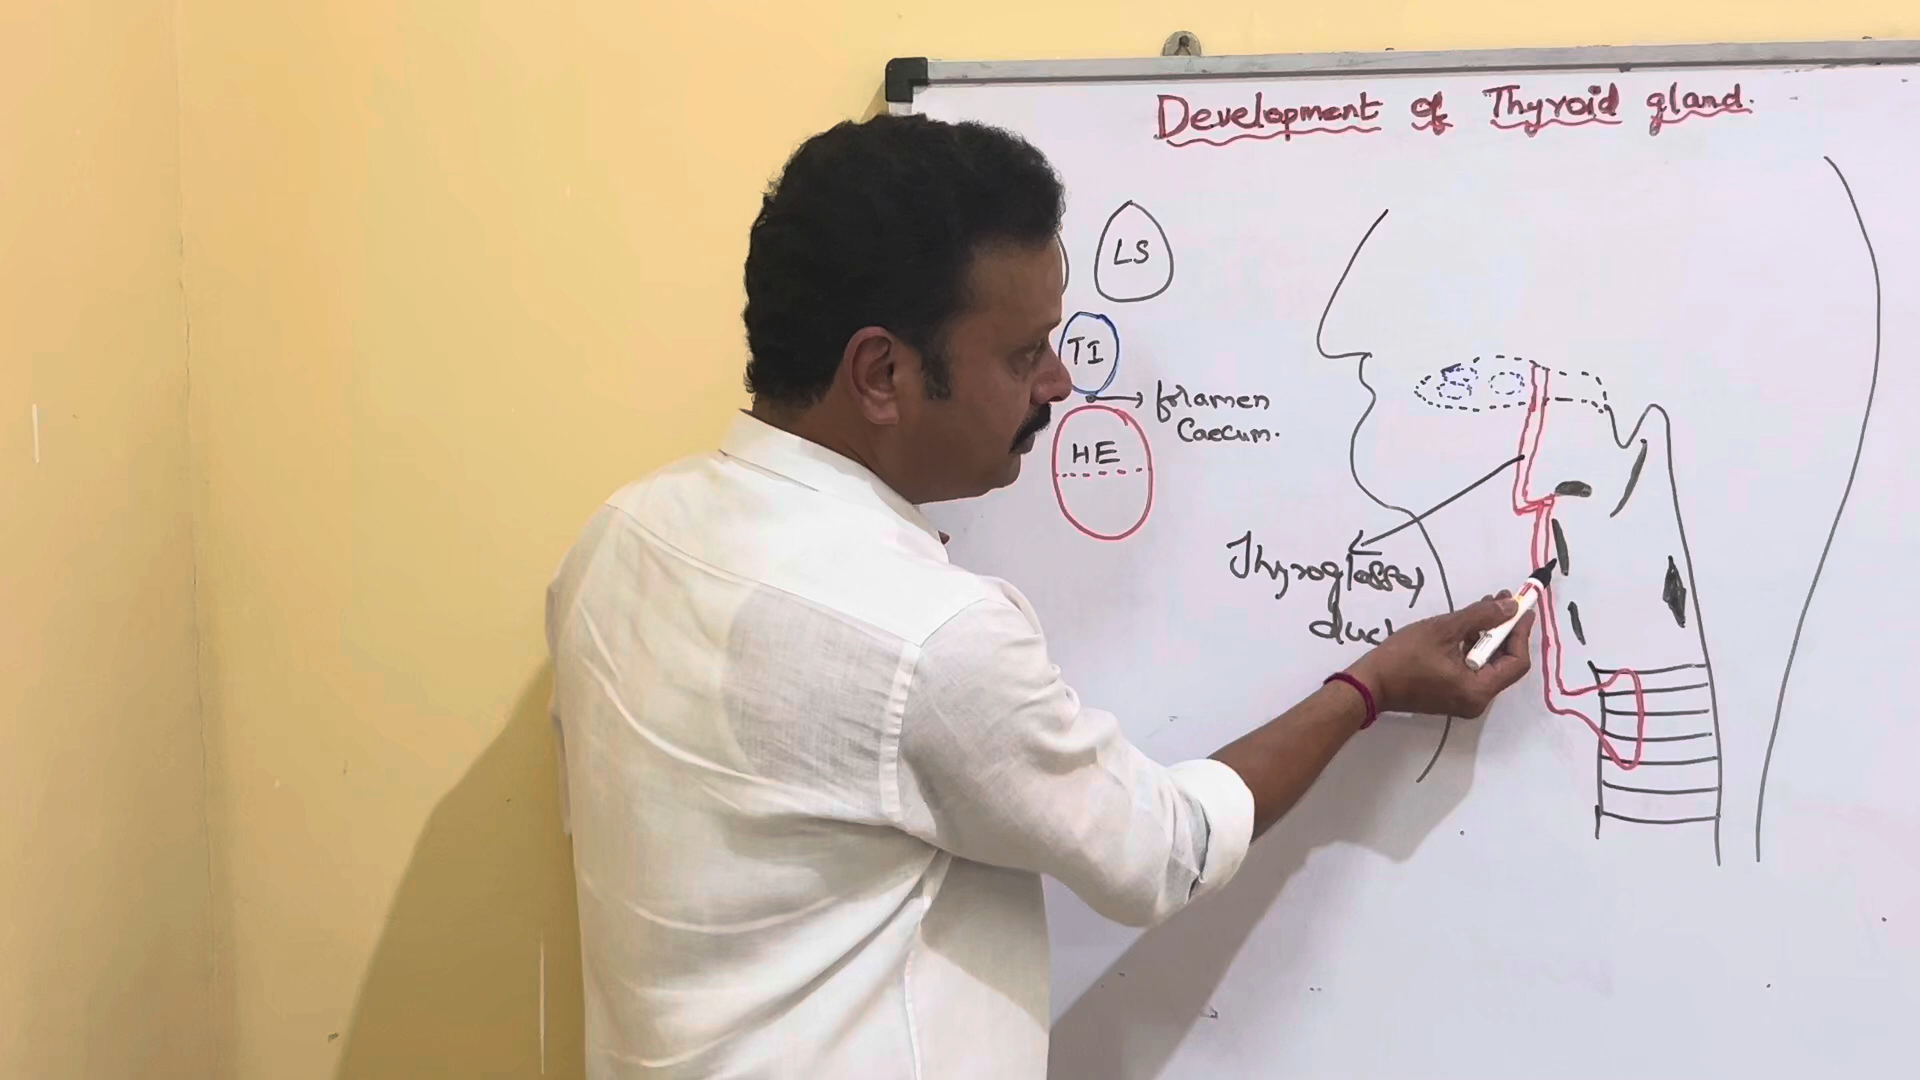 Development of Thyroid gland.
LS
TI
foramen
Caecum.
HE
Thyroglossal
duct